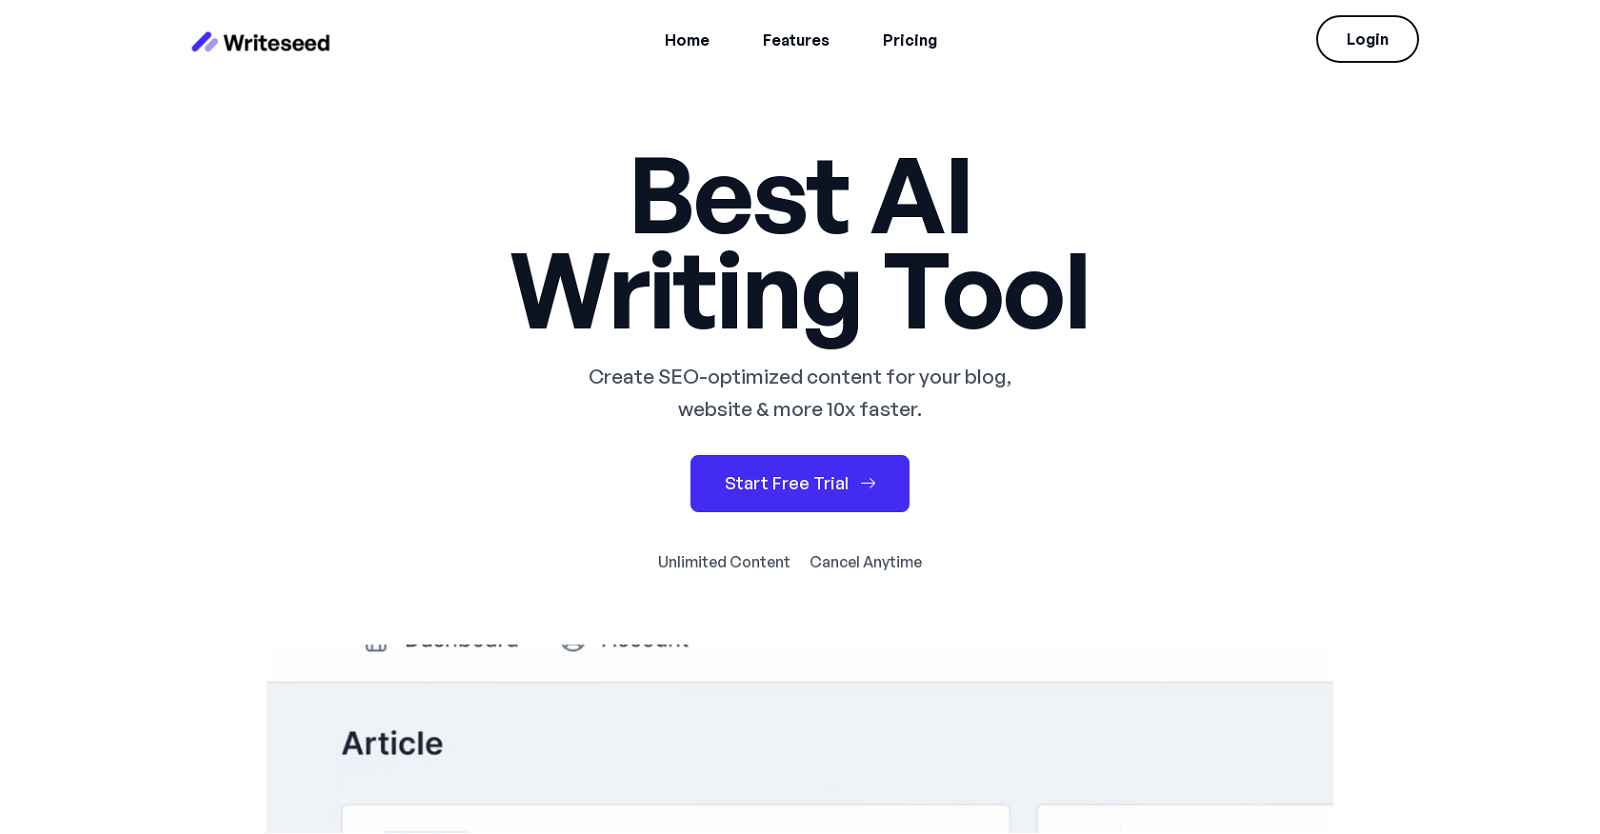 Writeseed
Home Features Pricing
Login
Best AI
Writing Tool
Create SEO-optimized content for your blog,
website & more 10x faster.
Start Free Trial →
Unlimited Content Cancel Anytime
Dashboard Account
Article